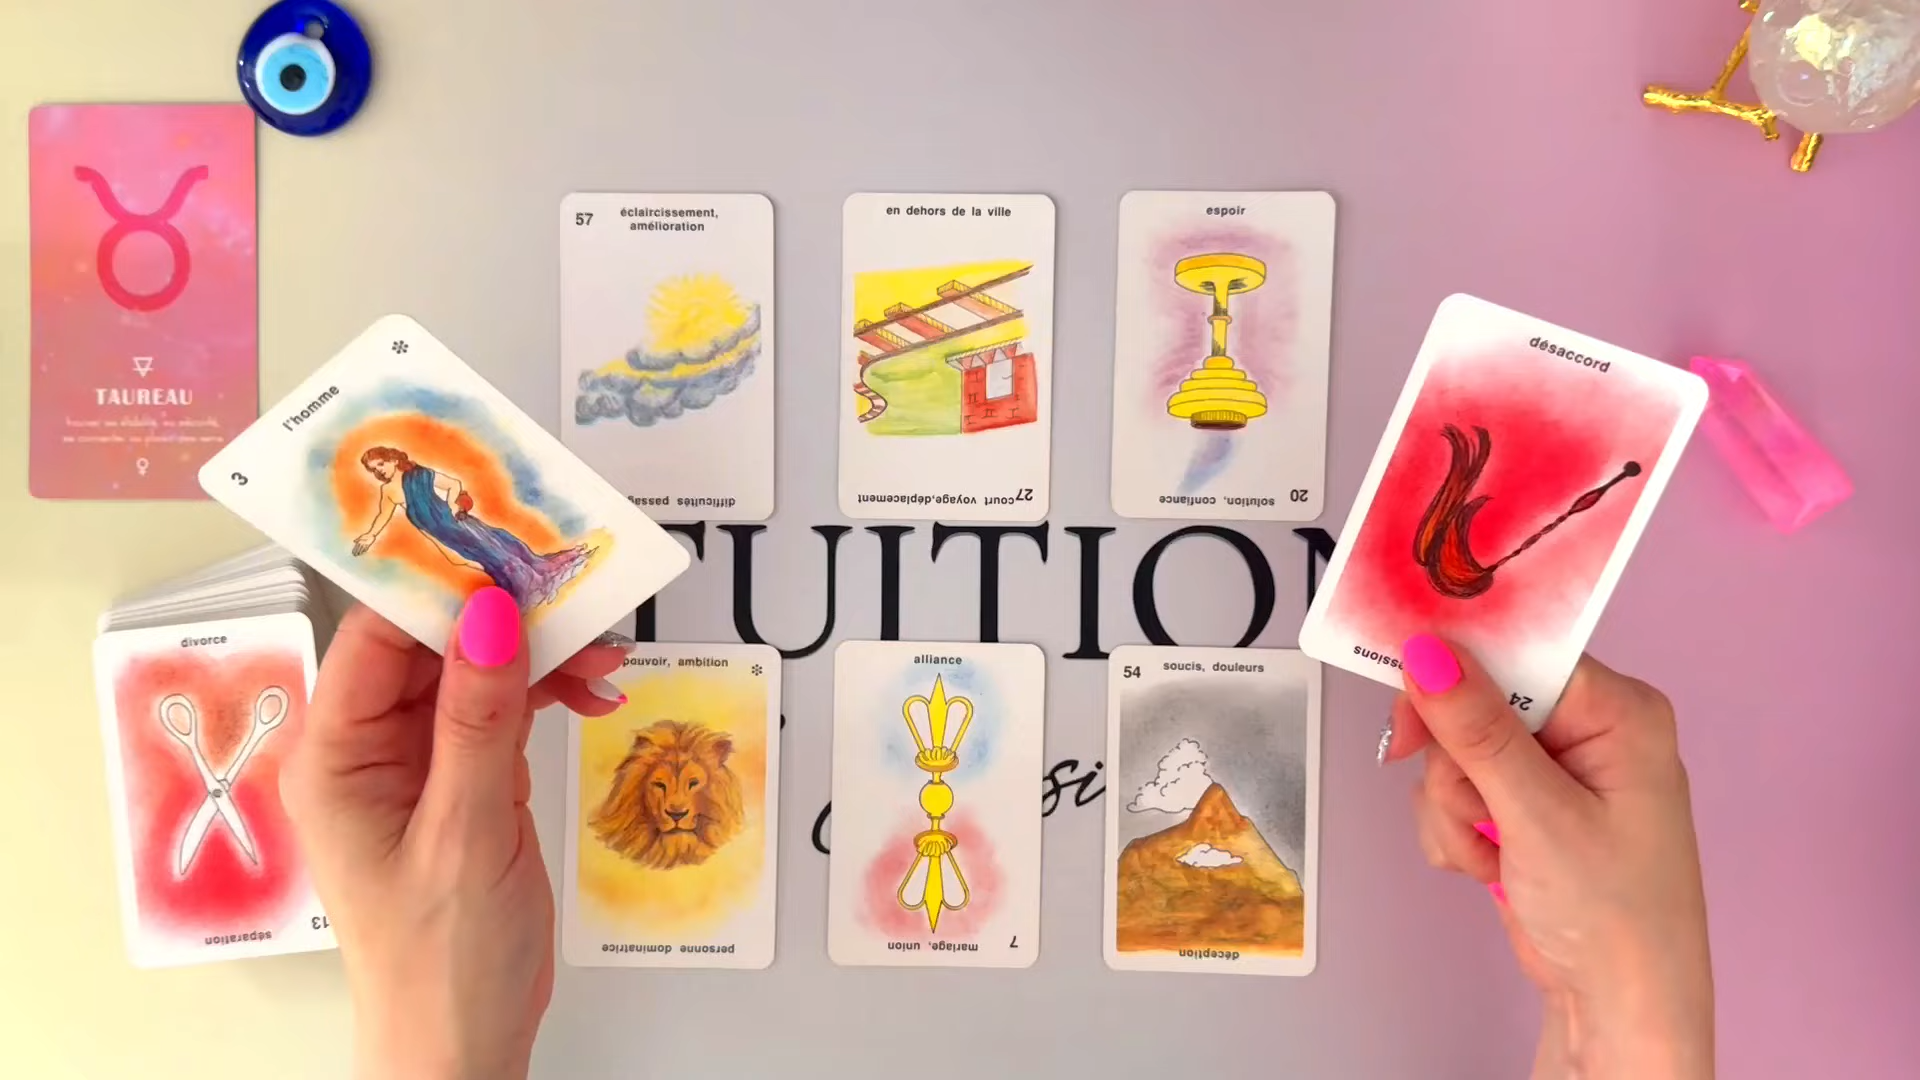 57
éclaircissement,
amélioration
en dehors de la ville
espoir
difficultés
court voyage,déplacement
27
solution, confiance
20
TAUREAU
l'homme
3
désaccord
24
TUITION
divorce
séparation
13
pouvoir, ambition
personne dominatrice
alliance
mariage, union
7
54
soucis, douleurs
déception